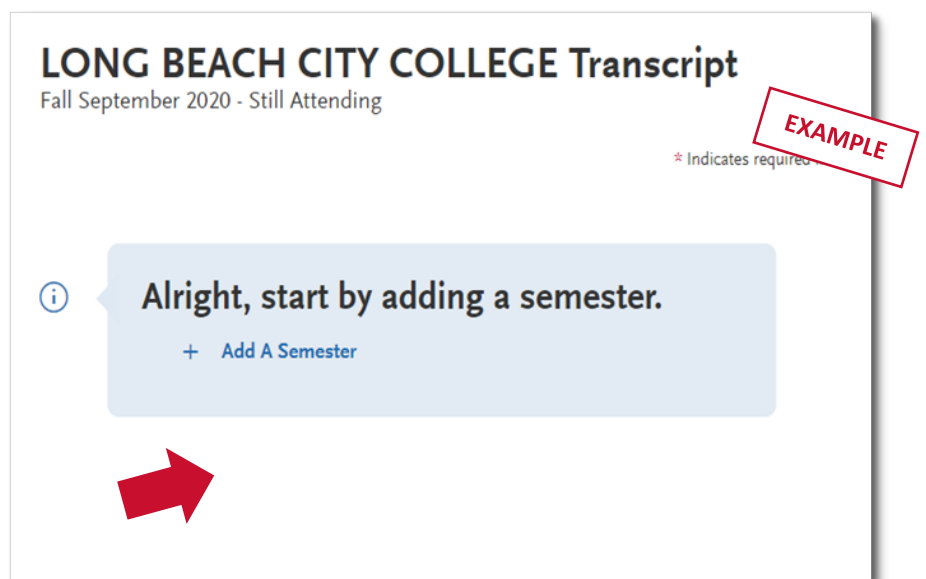 LONG BEACH CITY COLLEGE Transcript
Fall September 2020 - Still Attending
EXAMPLE
* Indicates required
Alright, start by adding a semester.
+ Add A Semester